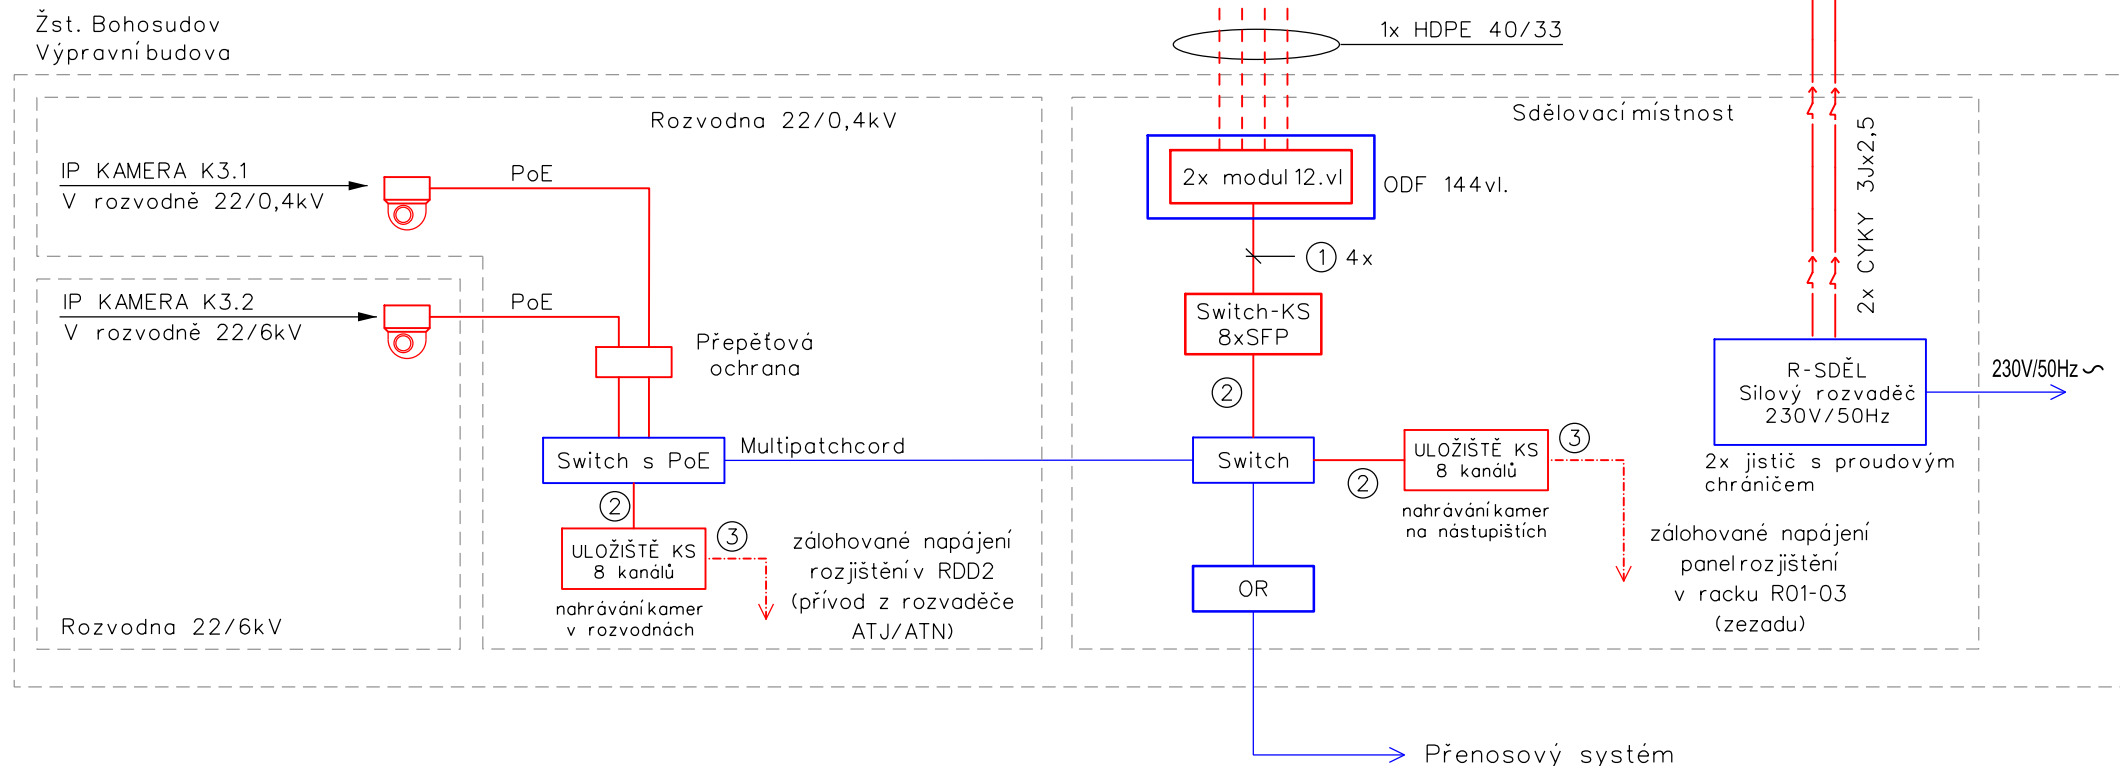 Žst. Bohosudov
Výpravní budova
1x HDPE 40/33
Rozvodna 22/0,4kV
Sdělovací místnost
IP KAMERA K3.1
V rozvodně 22/0,4kV
PoE
2x modul 12.vl
ODF 144vl.
2x CYKY 3Jx2,5
1 4x
IP KAMERA K3.2
V rozvodně 22/6kV
PoE
Přepěťová
ochrana
Switch-KS
8xSFP
2
R-SDĚL
Silový rozvaděč
230V/50Hz
230V/50Hz
2x jistič s proudovým
chráničem
Switch s PoE
Multipatchcord
Switch
2
ULOŽIŠTĚ KS
8 kanálů
3
nahrávání kamer
na nástupištích
zálohované napájení
panel rozjištění
v racku R01-03
(zezadu)
2
ULOŽIŠTĚ KS
8 kanálů
3
nahrávání kamer
v rozvodnách
zálohované napájení
rozjištění v RDD2
(přívod z rozvaděče
ATJ/ATN)
OR
Rozvodna 22/6kV
Přenosový systém